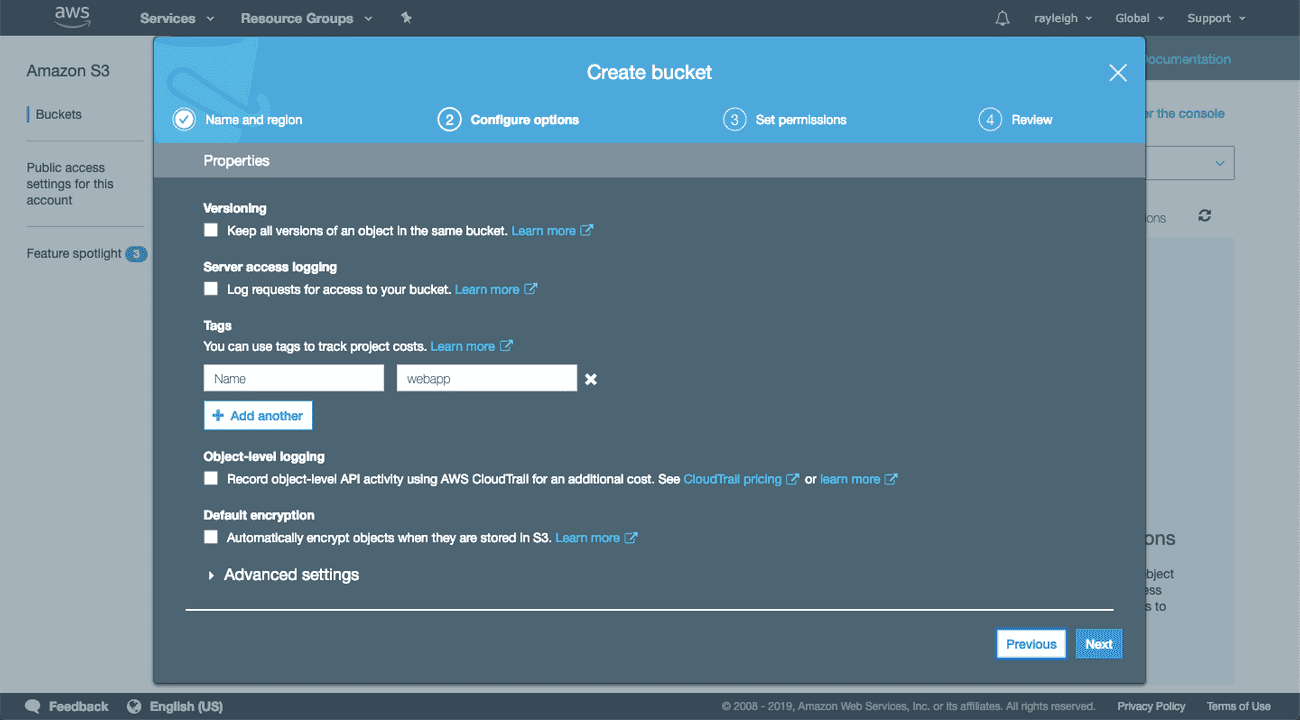 aws
Services
Resource Groups
rayleigh
Global
Support
Amazon S3
Buckets
Public access
settings for this
account
Feature spotlight 3
Documentation
the console
Create bucket
Name and region
2 Configure options
3 Set permissions
4 Review
Properties
Versioning
Keep all versions of an object in the same bucket. Learn more
Server access logging
Log requests for access to your bucket. Learn more
Tags
You can use tags to track project costs. Learn more
Name
webapp
Add another
Object-level logging
Record object-level API activity using AWS CloudTrail for an additional cost. See CloudTrail pricing or learn more
Default encryption
Automatically encrypt objects when they are stored in S3. Learn more
Advanced settings
Previous
Next
Feedback
English (US)
© 2008 - 2019, Amazon Web Services, Inc. or its affiliates. All rights reserved.
Privacy Policy
Terms of Use